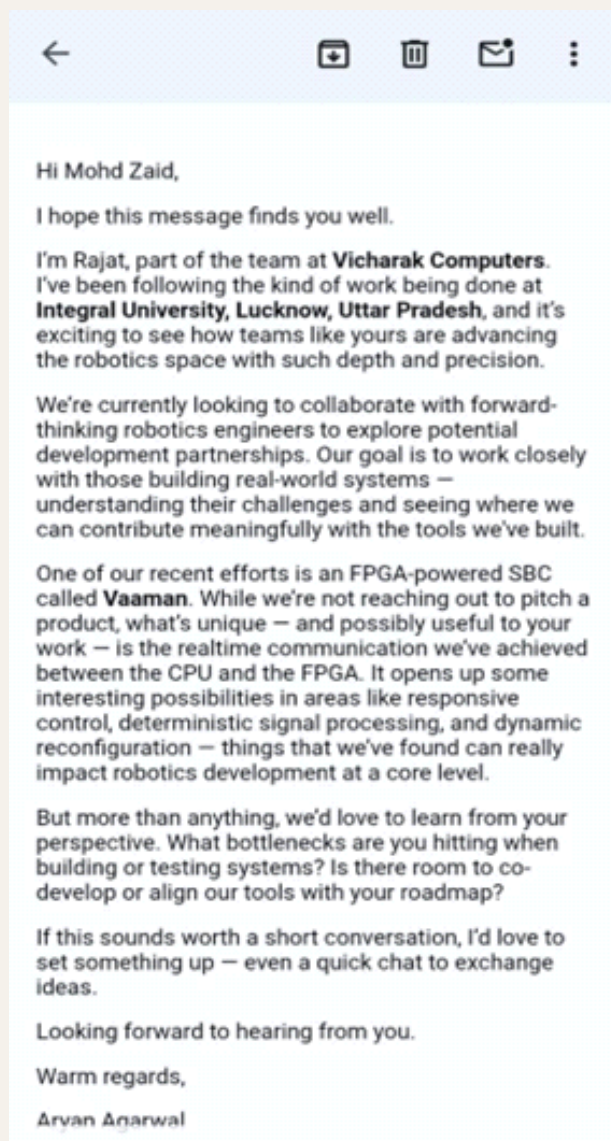 Hi Mohd Zaid,
I hope this message finds you well.
I'm Rajat, part of the team at Vicharak Computers.
I've been following the kind of work being done at
Integral University, Lucknow, Uttar Pradesh, and it's
exciting to see how teams like yours are advancing
the robotics space with such depth and precision.
We're currently looking to collaborate with forward-
thinking robotics engineers to explore potential
development partnerships. Our goal is to work closely
with those building real-world systems —
understanding their challenges and seeing where we
can contribute meaningfully with the tools we've built.
One of our recent efforts is an FPGA-powered SBC
called Vaaman. While we're not reaching out to pitch a
product, what's unique — and possibly useful to your
work — is the realtime communication we've achieved
between the CPU and the FPGA. It opens up some
interesting possibilities in areas like responsive
control, deterministic signal processing, and dynamic
reconfiguration — things that we've found can really
impact robotics development at a core level.
But more than anything, we'd love to learn from your
perspective. What bottlenecks are you hitting when
building or testing systems? Is there room to co-
develop or align our tools with your roadmap?
If this sounds worth a short conversation, I'd love to
set something up — even a quick chat to exchange
ideas.
Looking forward to hearing from you.
Warm regards,
Aryan Agarwal